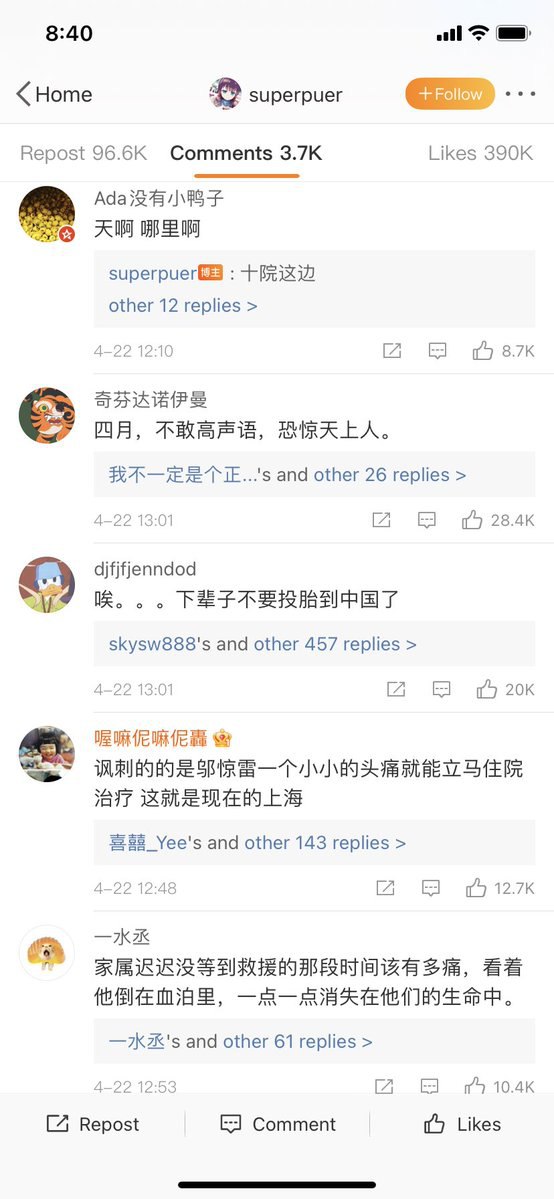 8:40
Home
superpuer
+Follow
Repost 96.6K
Comments 3.7K
Likes 390K
Ada没有小鸭子
天啊 哪里啊
superpuer博主：十院这边
other 12 replies >
4-22 12:10
8.7K
奇芬达诺伊曼
四月，不敢高声语，恐惊天上人。
我不一定是个正...'s and other 26 replies >
4-22 13:01
28.4K
djfjfjenndod
唉。。。下辈子不要投胎到中国了
skysw888's and other 457 replies >
4-22 13:01
20K
喔嘛伲嘛伲轟
讽刺的的是邬惊雷一个小小的头痛就能立马住院
治疗 这就是现在的上海
喜囍_Yee's and other 143 replies >
4-22 12:48
12.7K
一水丞
家属迟迟没等到救援的那段时间该有多痛，看着
他倒在血泊里，一点一点消失在他们的生命中。
一水丞's and other 61 replies >
4-22 12:53
10.4K
Repost
Comment
Likes